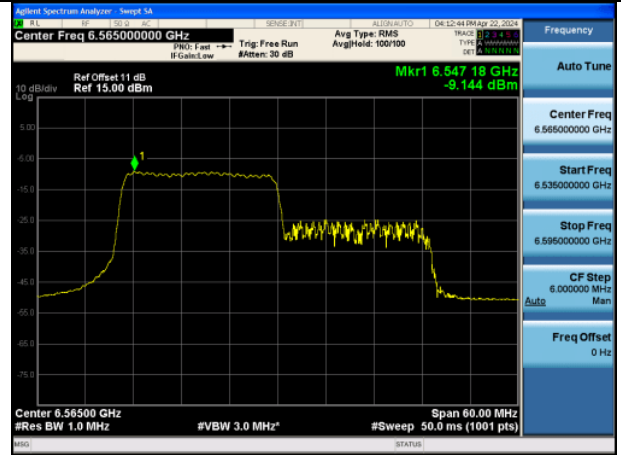 Agilent Spectrum Analyzer - Swept SA
RL RF 50 Ω AC SENSE:INT ALIGNAUTO 04:12:44 PM Apr 22, 2024
Center Freq 6.565000000 GHz
PNO: Fast
IFGain:Low
Trig: Free Run
#Atten: 30 dB
Avg Type: RMS
Avg|Hold: 100/100
TRACE 1 2 3 4 5 6
TYPE A
DET A N N N N N
Ref Offset 11 dB
10 dB/div Ref 15.00 dBm
Log
Mkr1 6.547 18 GHz
-9.144 dBm
1
5.00
-5.00
-15.0
-25.0
-35.0
-45.0
-55.0
-65.0
-75.0
Center 6.56500 GHz
Span 60.00 MHz
#Res BW 1.0 MHz
#VBW 3.0 MHz*
#Sweep 50.0 ms (1001 pts)
MSG
STATUS
Frequency
Auto Tune
Center Freq
6.565000000 GHz
Start Freq
6.535000000 GHz
Stop Freq
6.595000000 GHz
CF Step
6.000000 MHz
Auto Man
Freq Offset
0 Hz